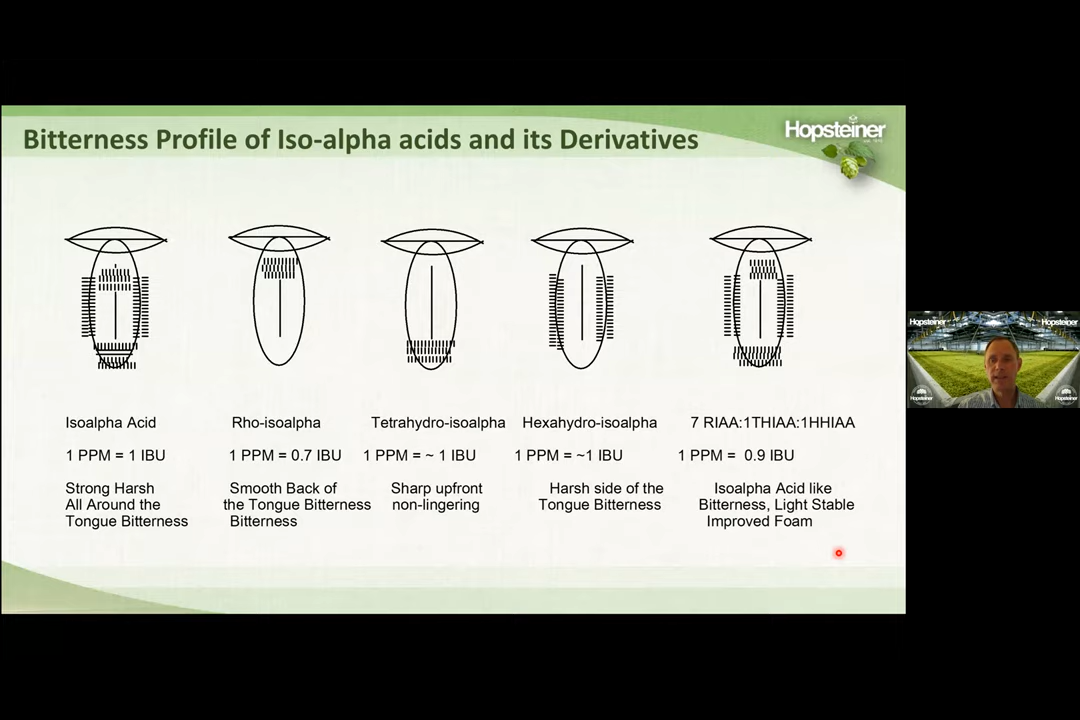 Bitterness Profile of Iso-alpha acids and its Derivatives
Hopsteiner
Isoalpha Acid
1 PPM = 1 IBU
Strong Harsh
All Around the
Tongue Bitterness
Rho-isoalpha
1 PPM = 0.7 IBU
Smooth Back of
the Tongue Bitterness
Bitterness
Tetrahydro-isoalpha
1 PPM = ~ 1 IBU
Sharp upfront
non-lingering
Hexahydro-isoalpha
1 PPM = ~1 IBU
Harsh side of the
Tongue Bitterness
7 RIAA:1THIAA:1HHIAA
1 PPM = 0.9 IBU
Isoalpha Acid like
Bitterness, Light Stable
Improved Foam
Hopsteiner
Hopsteiner
Hopsteiner
Hopsteiner